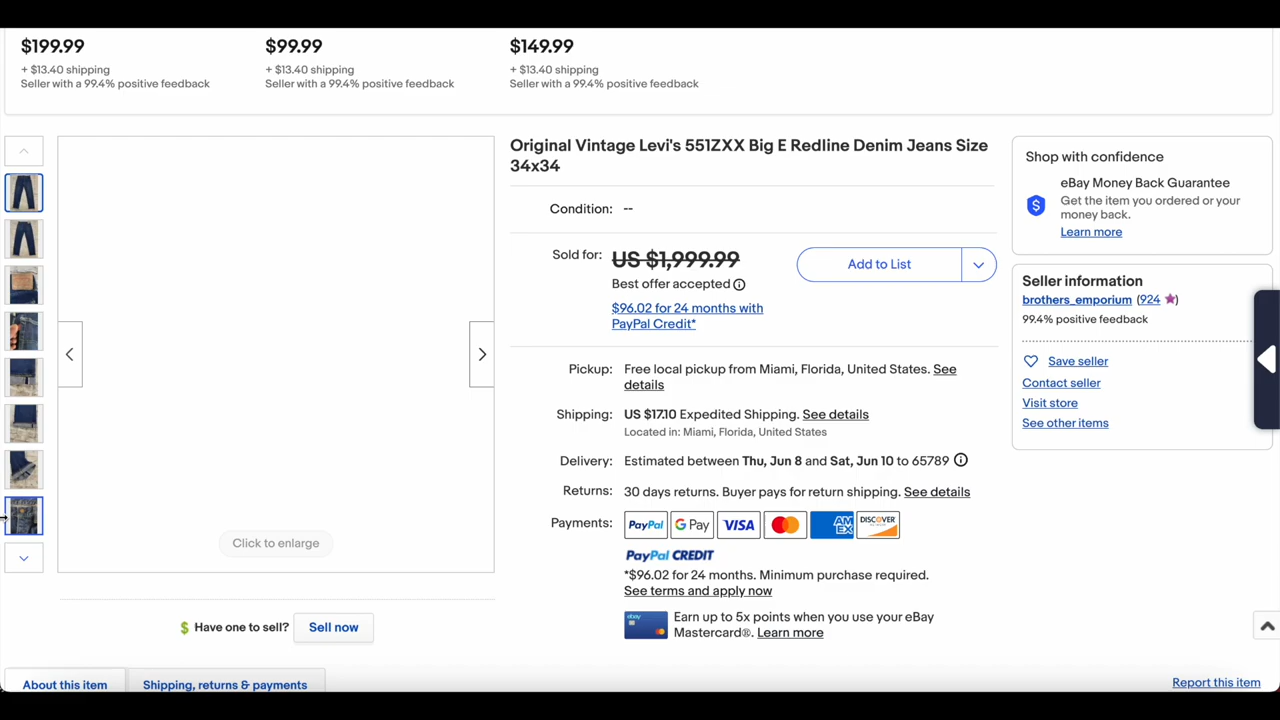 $199.99
$99.99
$149.99
+ $13.40 shipping
+ $13.40 shipping
+ $13.40 shipping
Seller with a 99.4% positive feedback
Seller with a 99.4% positive feedback
Seller with a 99.4% positive feedback
Original Vintage Levi's 551ZXX Big E Redline Denim Jeans Size
34x34
Condition: --
Sold for: US $1,999.99
Best offer accepted
$96.02 for 24 months with
PayPal Credit*
Add to List
Pickup: Free local pickup from Miami, Florida, United States. See
details
Shipping: US $17.10 Expedited Shipping. See details
Located in: Miami, Florida, United States
Delivery: Estimated between Thu, Jun 8 and Sat, Jun 10 to 65789
Returns: 30 days returns. Buyer pays for return shipping. See details
Payments: PayPal G Pay VISA MasterCard AM EX DISCOVER
PayPal CREDIT
*$96.02 for 24 months. Minimum purchase required.
See terms and apply now
Earn up to 5x points when you use your eBay
Mastercard®. Learn more
Shop with confidence
eBay Money Back Guarantee
Get the item you ordered or your
money back.
Learn more
Seller information
brothers_emporium (924)
99.4% positive feedback
Save seller
Contact seller
Visit store
See other items
Click to enlarge
Have one to sell? Sell now
About this item
Shipping, returns & payments
Report this item